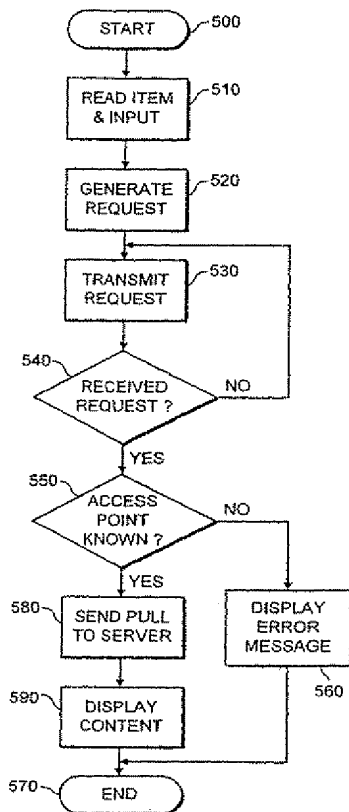 START
500
READ ITEM
& INPUT
510
GENERATE
REQUEST
520
TRANSMIT
REQUEST
530
540
RECEIVED
REQUEST ?
NO
YES
550
ACCESS
POINT
KNOWN ?
NO
YES
580
SEND PULL
TO SERVER
DISPLAY
ERROR
MESSAGE
560
590
DISPLAY
CONTENT
570
END